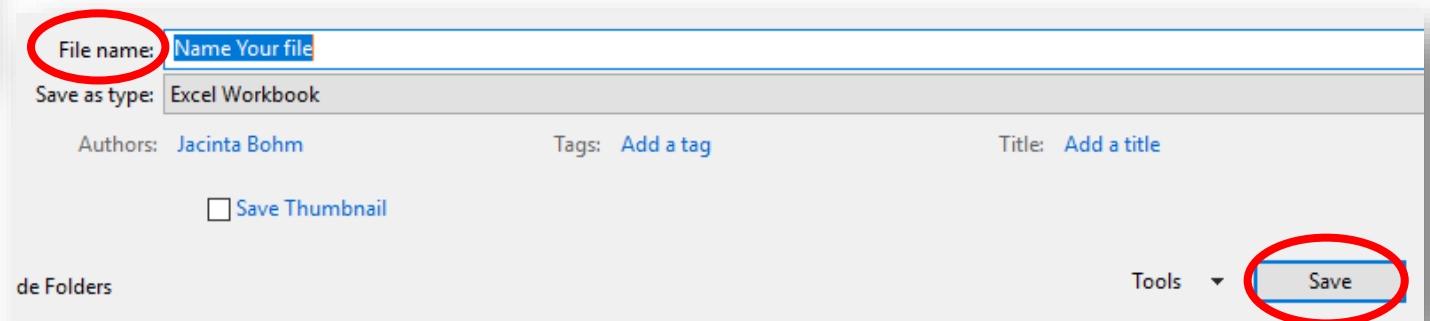 File name: Name Your file
Save as type: Excel Workbook
Authors: Jacinta Bohm Tags: Add a tag Title: Add a title
Save Thumbnail
de Folders Tools Save